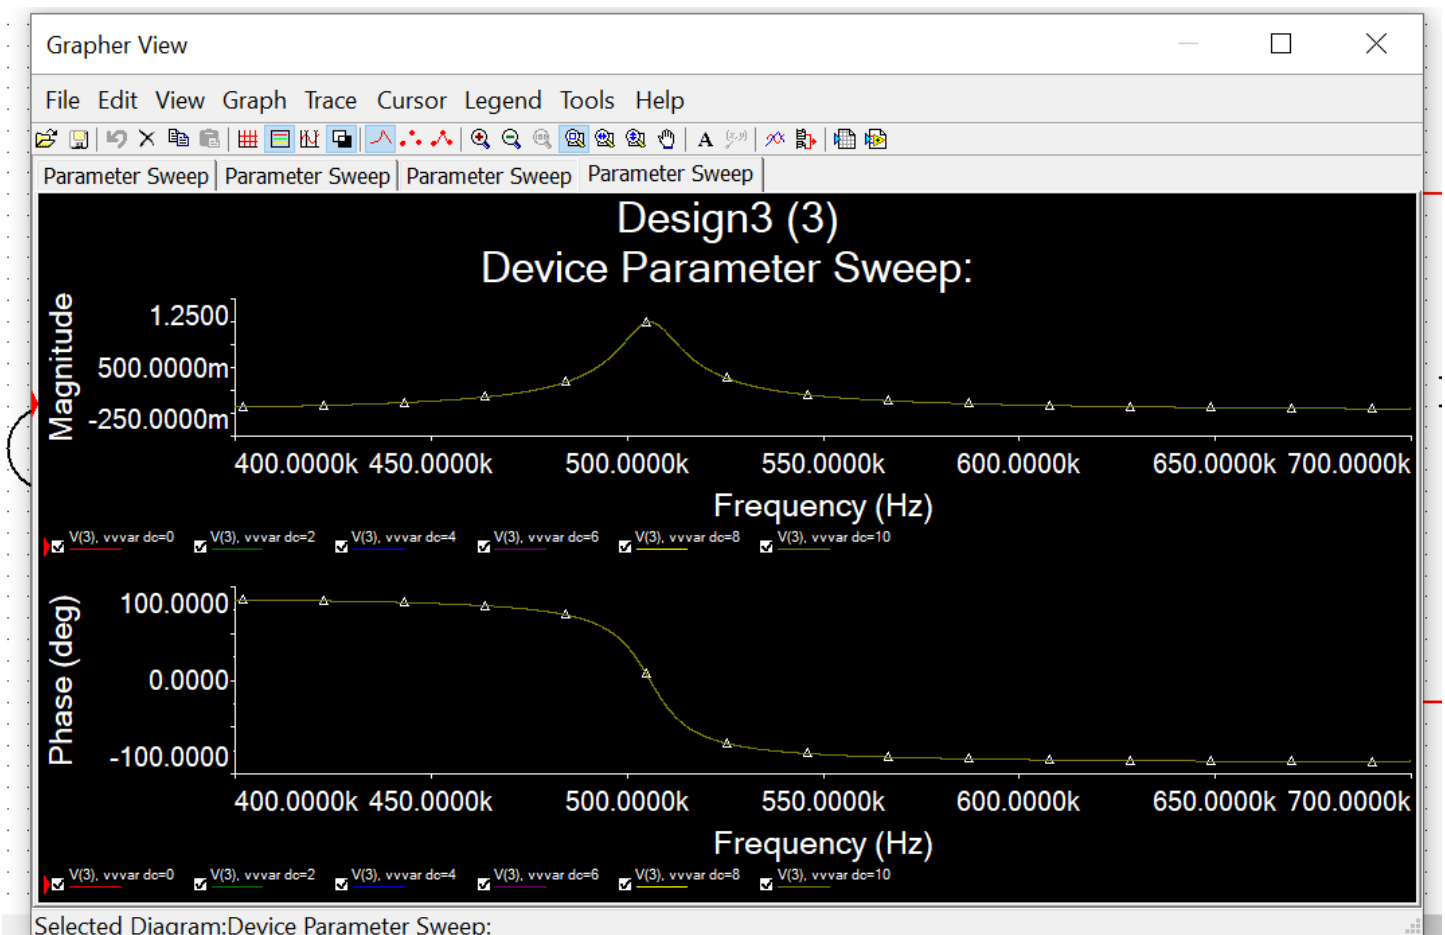 Grapher View
File Edit View Graph Trace Cursor Legend Tools Help
A (x,y)
Parameter Sweep Parameter Sweep Parameter Sweep Parameter Sweep
Design3 (3)
Device Parameter Sweep:
Magnitude
1.2500
500.0000m
-250.0000m
400.0000k 450.0000k 500.0000k 550.0000k 600.0000k 650.0000k 700.0000k
Frequency (Hz)
V(3), vvvar dc=0 V(3), vvvar dc=2 V(3), vvvar dc=4 V(3), vvvar dc=6 V(3), vvvar dc=8 V(3), vvvar dc=10
Phase (deg)
100.0000
0.0000
-100.0000
400.0000k 450.0000k 500.0000k 550.0000k 600.0000k 650.0000k 700.0000k
Frequency (Hz)
V(3), vvvar dc=0 V(3), vvvar dc=2 V(3), vvvar dc=4 V(3), vvvar dc=6 V(3), vvvar dc=8 V(3), vvvar dc=10
Selected Diagram:Device Parameter Sweep: